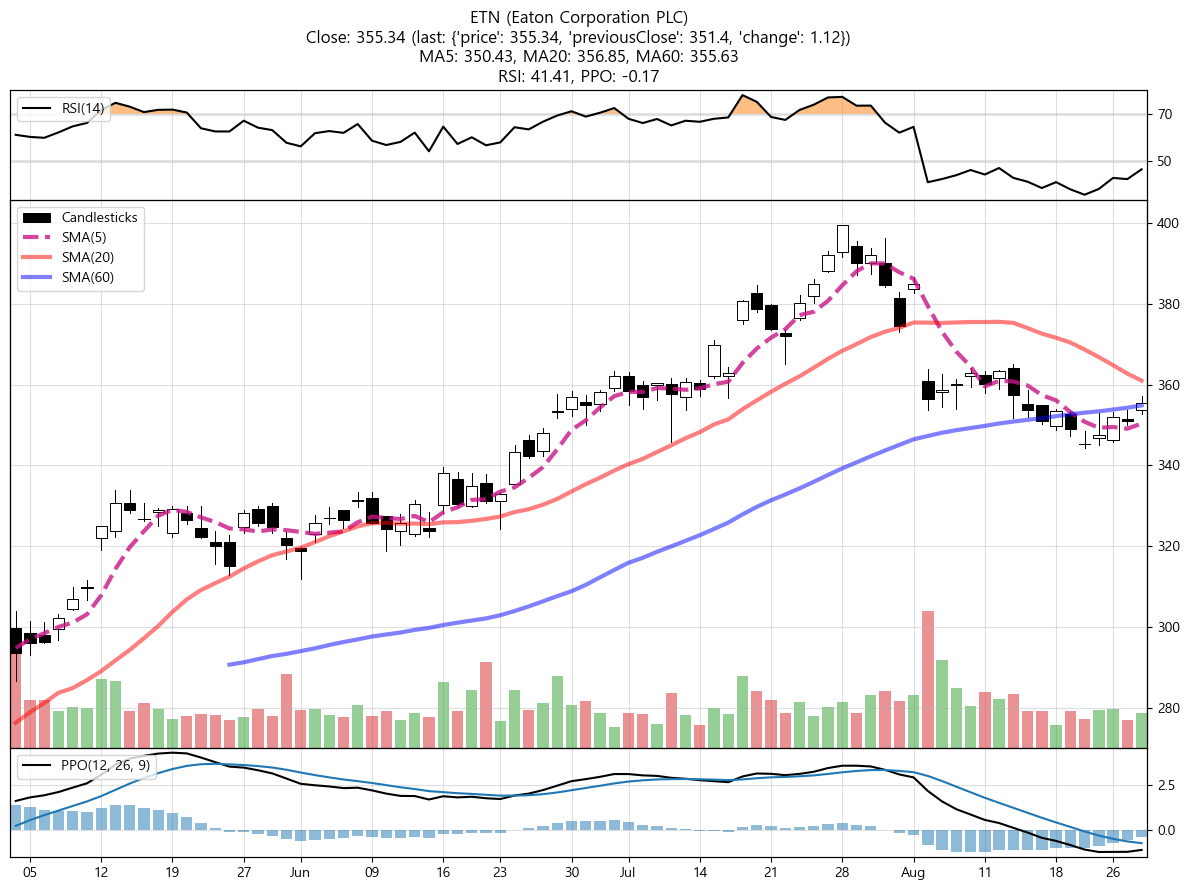 ETN (Eaton Corporation PLC)
Close: 355.34 (last: {'price': 355.34, 'previousClose': 351.4, 'change': 1.12})
MA5: 350.43, MA20: 356.85, MA60: 355.63
RSI: 41.41, PPO: -0.17
RSI(14)
70
50
Candlesticks
SMA(5)
SMA(20)
SMA(60)
400
380
360
340
320
300
280
PPO(12, 26, 9)
2.5
0.0
05 12 19 27 Jun 09 16 23 30 Jul 14 21 28 Aug 11 18 26